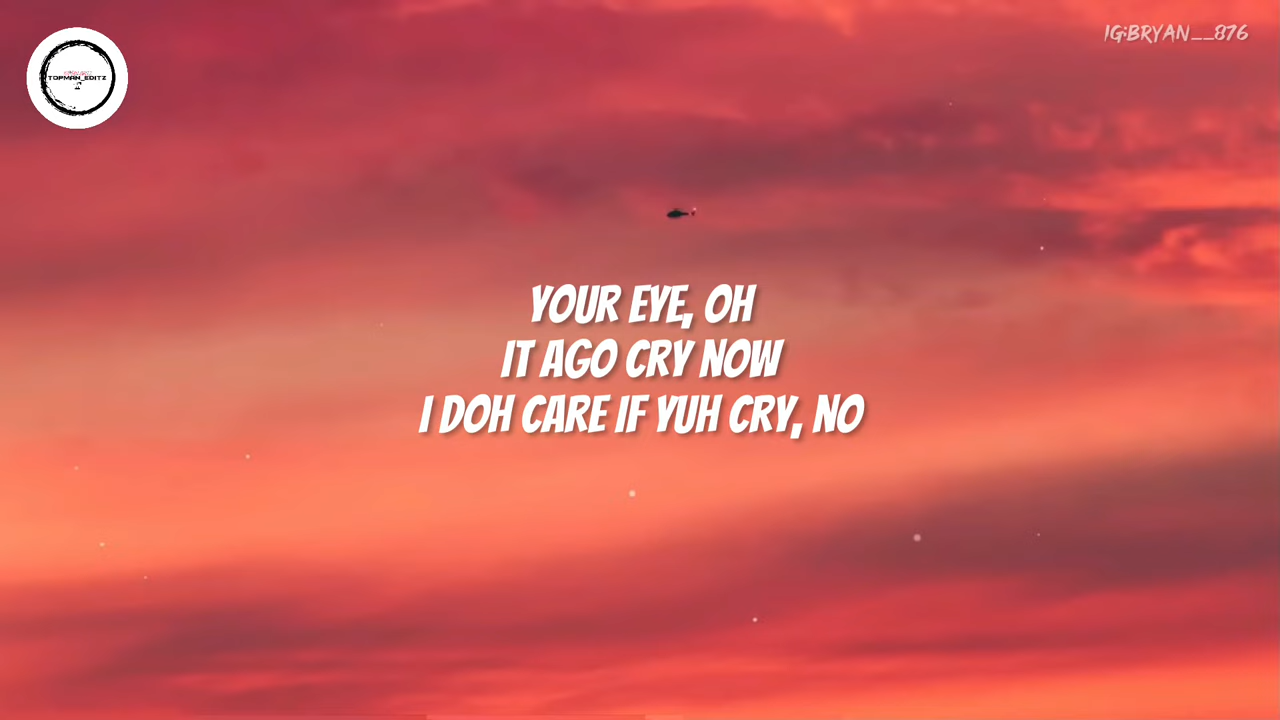 IG:BRYAN__876
TOPMAN_EDITZ
YOUR EYE, OH
IT AGO CRY NOW
I DOH CARE IF YUH CRY, NO